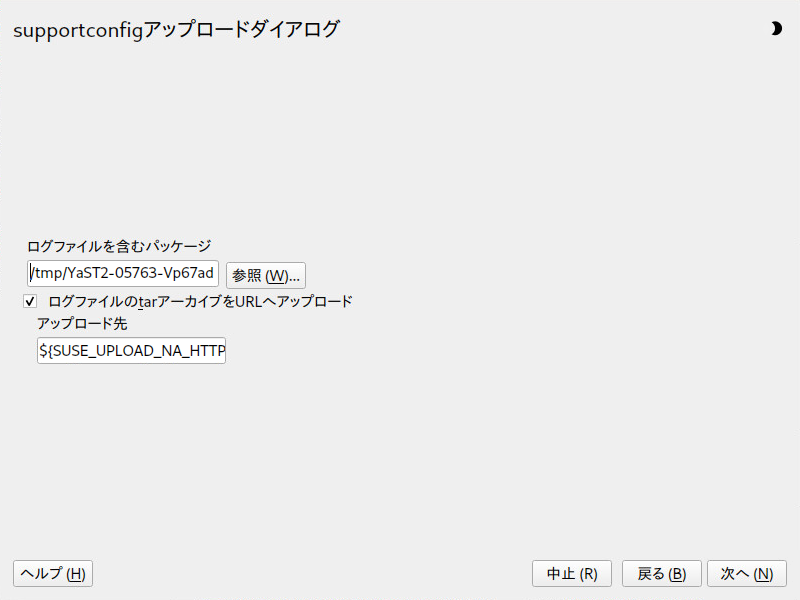 supportconfigアップロードダイアログ
ログファイルを含むパッケージ
/tmp/YaST2-05763-Vp67ad
参照 (W)...
ログファイルのtarアーカイブをURLへアップロード
アップロード先
${SUSE_UPLOAD_NA_HTTP
ヘルプ (H)
中止 (R)
戻る (B)
次へ (N)